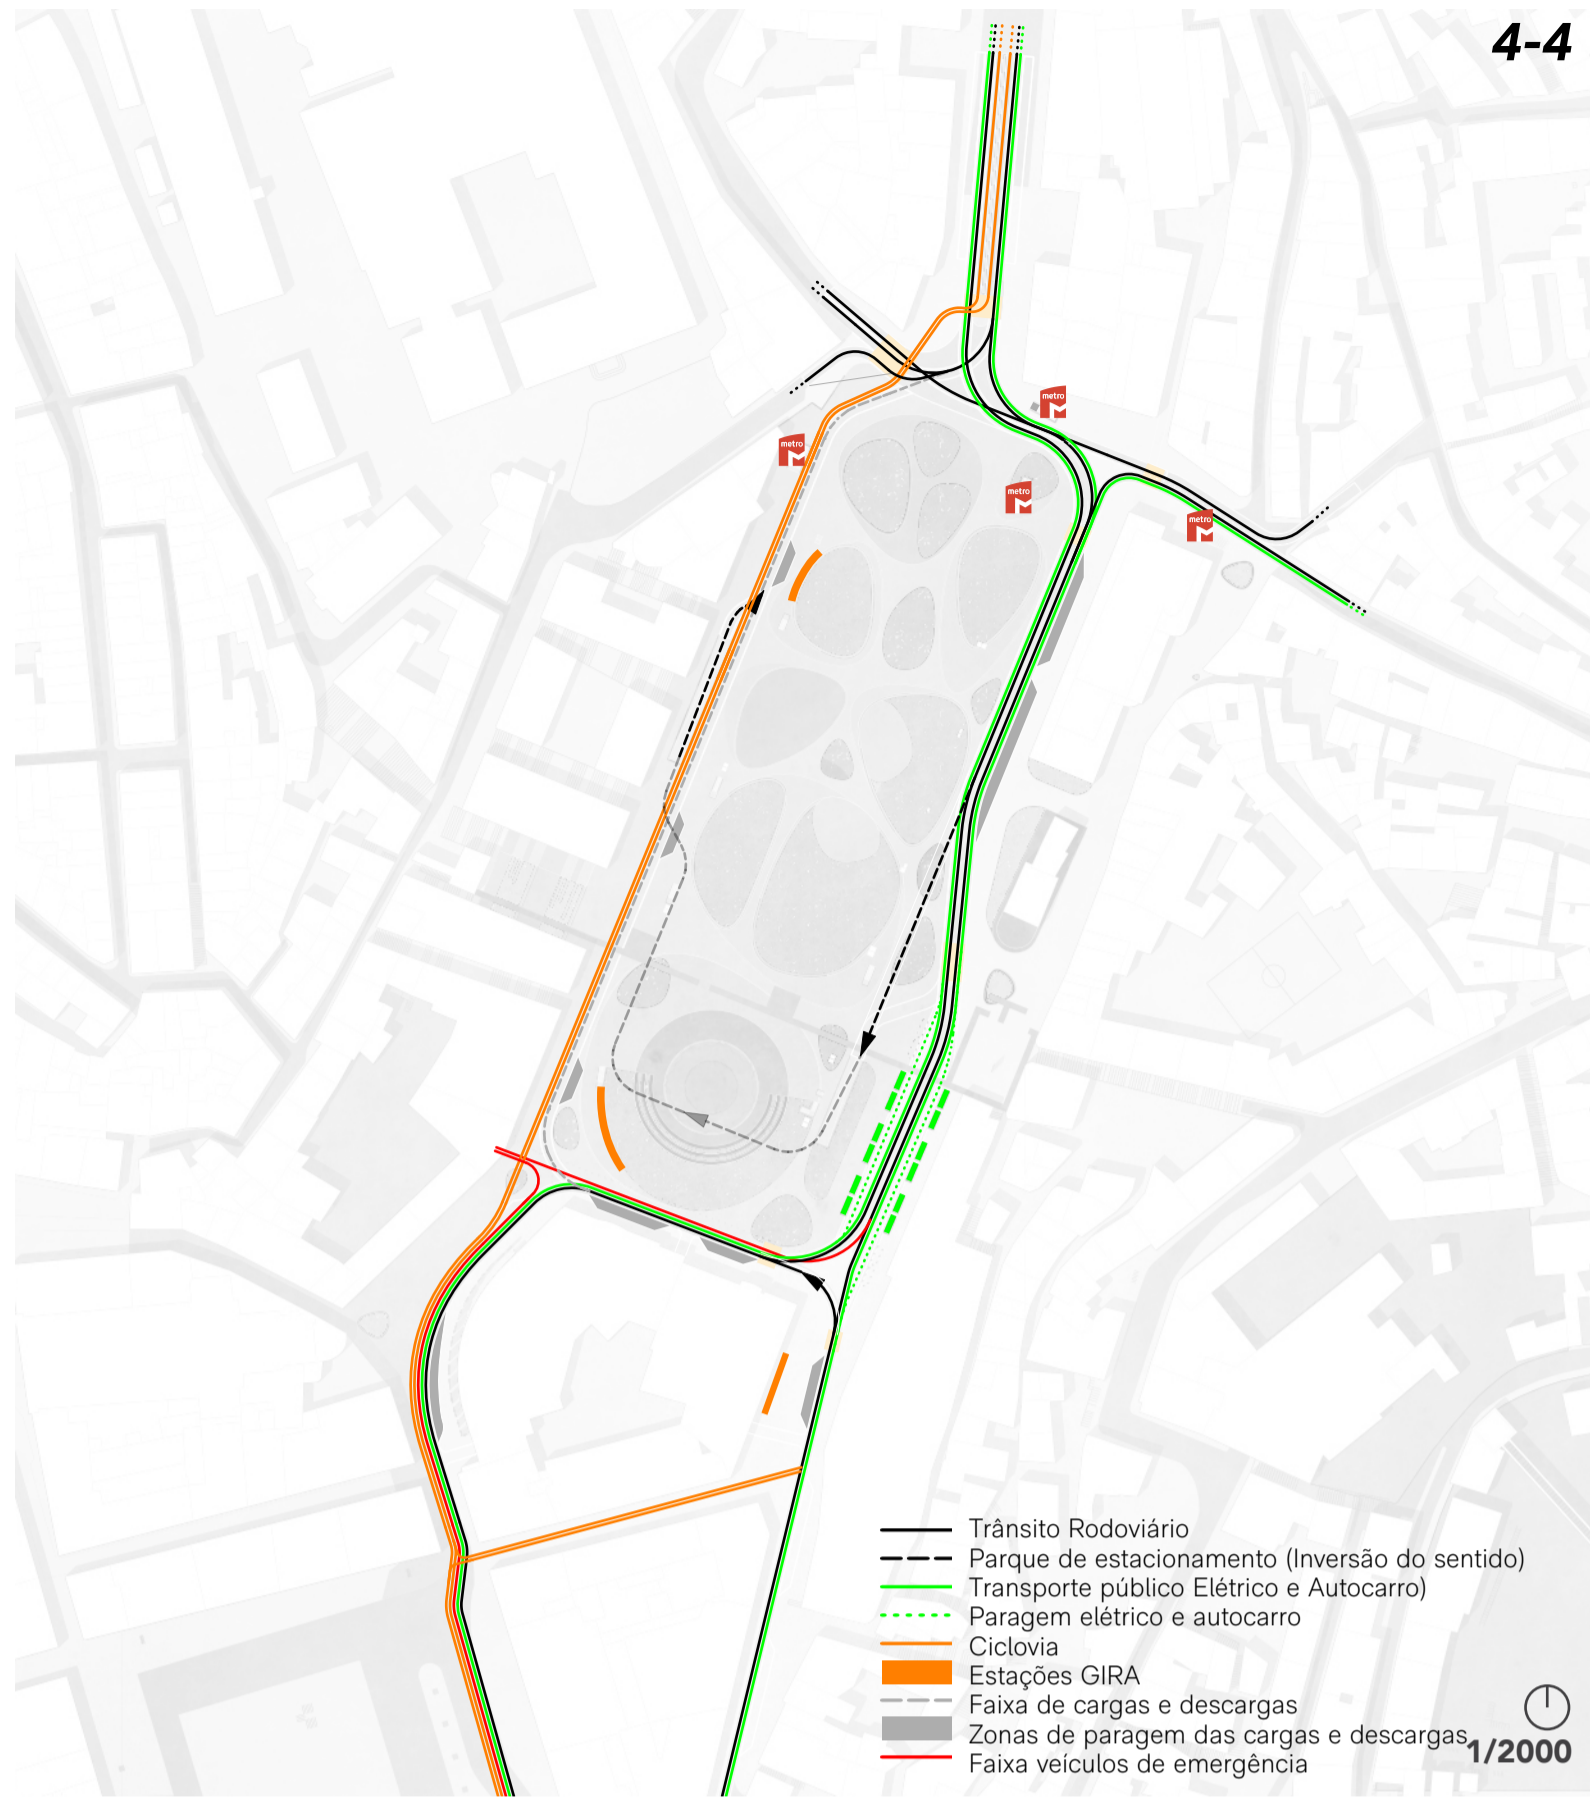 4-4
metro
metro
metro
metro
Trânsito Rodoviário
Parque de estacionamento (Inversão do sentido)
Transporte público Elétrico e Autocarro)
Paragem elétrico e autocarro
Ciclovia
Estações GIRA
Faixa de cargas e descargas
Zonas de paragem das cargas e descargas
Faixa veículos de emergência
1/2000